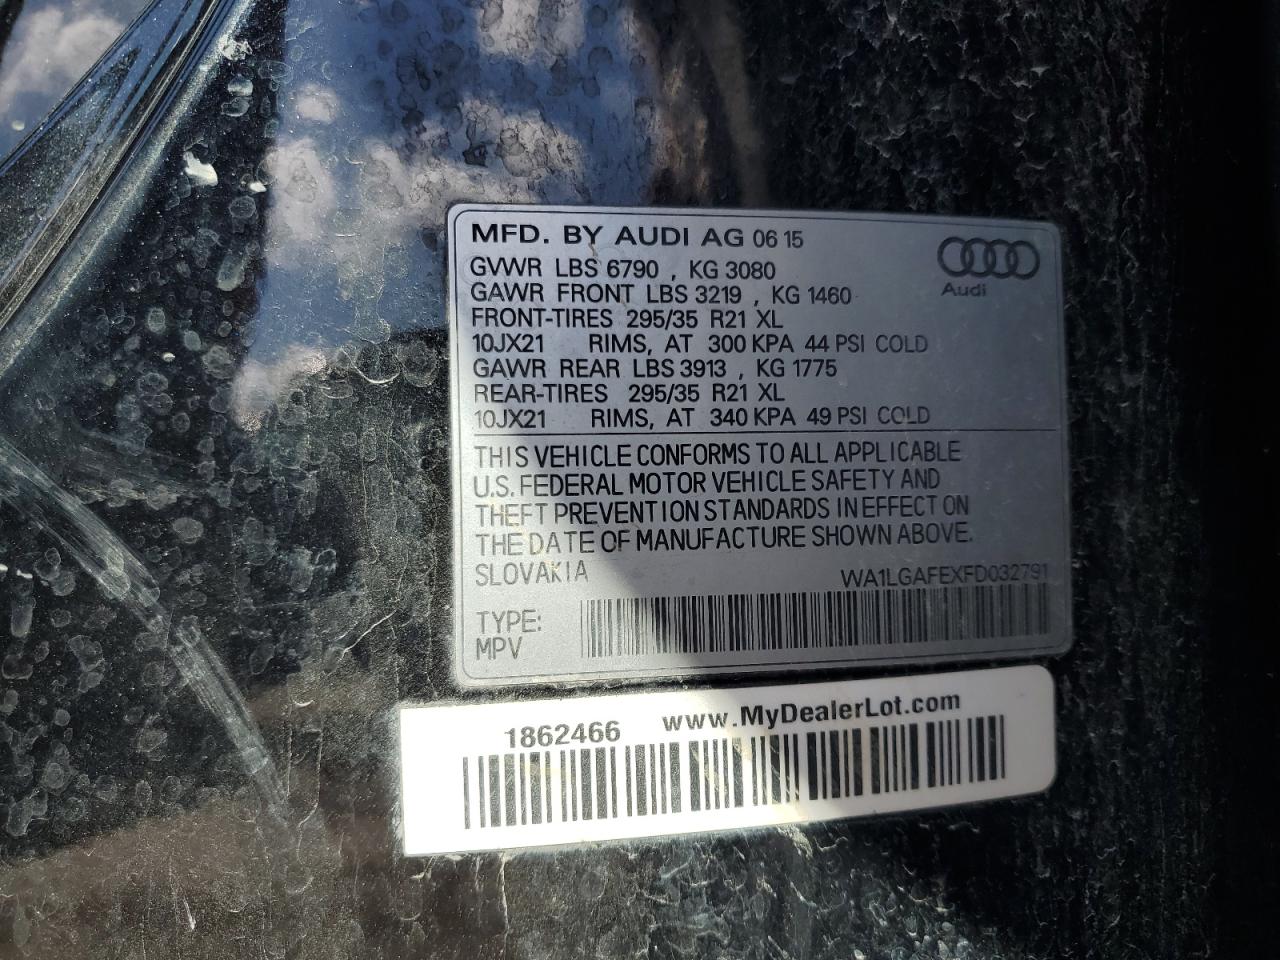 MFD. BY AUDI AG 06 15
GVWR LBS 6790 , KG 3080
GAWR FRONT LBS 3219 , KG 1460
FRONT-TIRES 295/35 R21 XL
10JX21 RIMS, AT 300 KPA 44 PSI COLD
GAWR REAR LBS 3913 , KG 1775
REAR-TIRES 295/35 R21 XL
10JX21 RIMS, AT 340 KPA 49 PSI COLD
Audi
THIS VEHICLE CONFORMS TO ALL APPLICABLE
U.S. FEDERAL MOTOR VEHICLE SAFETY AND
THEFT PREVENTION STANDARDS IN EFFECT ON
THE DATE OF MANUFACTURE SHOWN ABOVE.
SLOVAKIA WA1LGAFEXFD032791
TYPE:
MPV
1862466 www.MyDealerLot.com